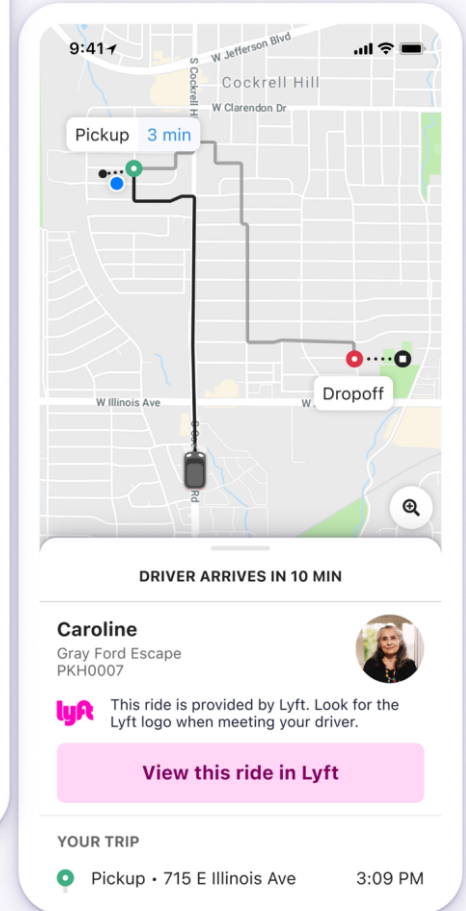 9:41
W Jefferson Blvd
Cockrell Hill
S Cockrell Hi
W Clarendon Dr
Pickup 3 min
Dropoff
W Illinois Ave
W
Rd
DRIVER ARRIVES IN 10 MIN
Caroline
Gray Ford Escape
PKH0007
lyft
This ride is provided by Lyft. Look for the
Lyft logo when meeting your driver.
View this ride in Lyft
YOUR TRIP
Pickup • 715 E Illinois Ave 3:09 PM